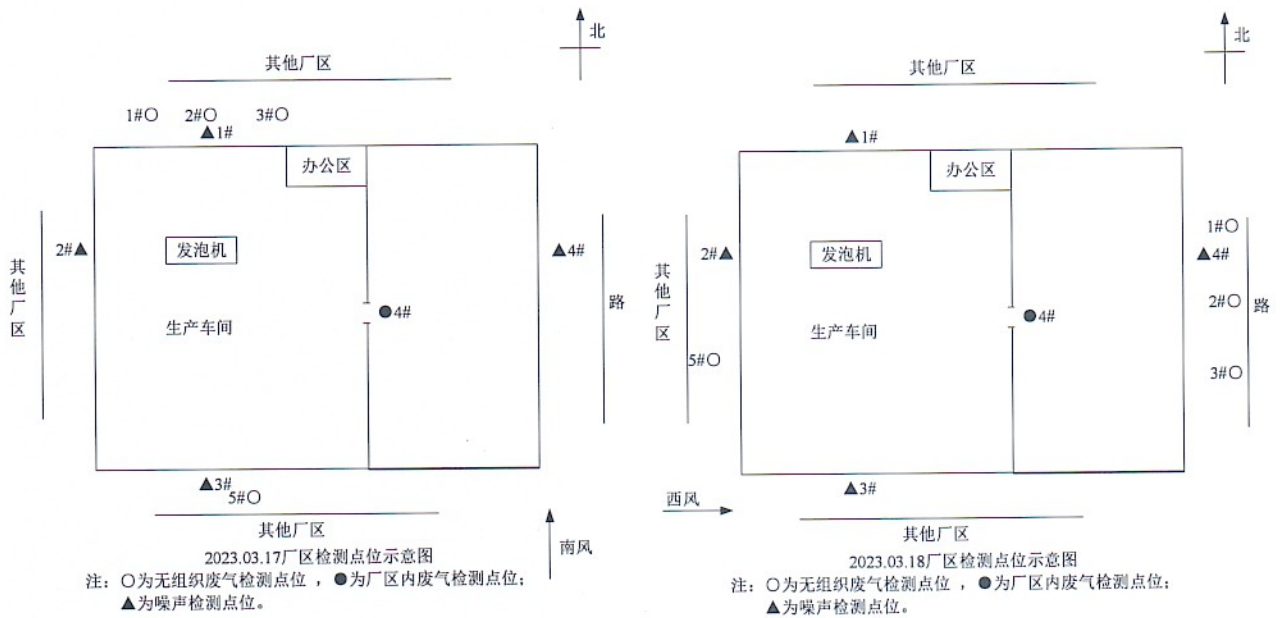 北
其他厂区
1#○ 2#○ 3#○
▲1#
办公区
2#▲
发泡机
▲4#
其他厂区
路
●4#
生产车间
▲3#
5#○
其他厂区
南风
2023.03.17厂区检测点位示意图
注：○为无组织废气检测点位，●为厂区内废气检测点位；
▲为噪声检测点位。
北
其他厂区
▲1#
办公区
1#○
2#▲
发泡机
▲4#
其他厂区
2#○
路
●4#
生产车间
5#○
3#○
▲3#
西风
其他厂区
2023.03.18厂区检测点位示意图
注：○为无组织废气检测点位，●为厂区内废气检测点位；
▲为噪声检测点位。